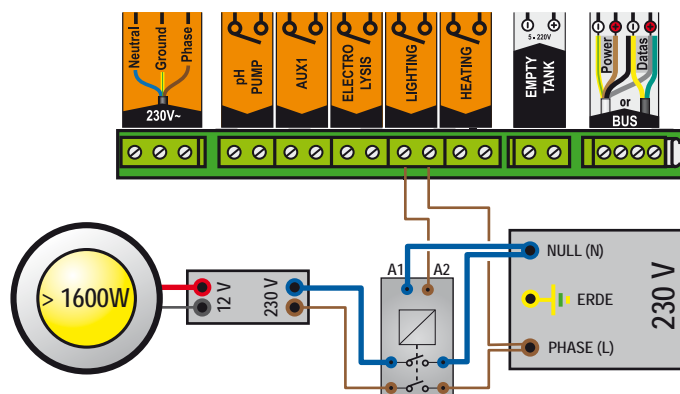 Neutral
Ground
Phase
230V~
pH
PUMP
AUX1
ELECTRO
LYSIS
LIGHTING
HEATING
5 - 220V
EMPTY
TANK
Power
Datas
or
BUS
> 1600W
12 V
230 V
A1
A2
NULL (N)
ERDE
PHASE (L)
230 V